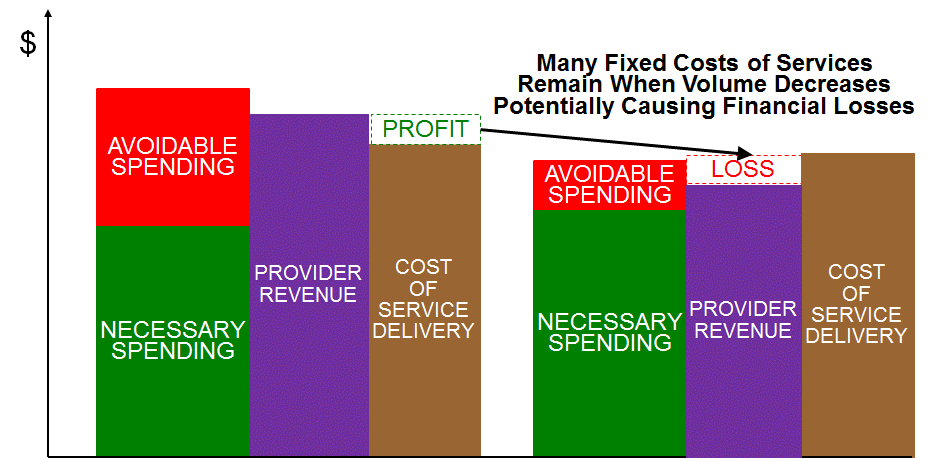 $
Many Fixed Costs of Services
Remain When Volume Decreases
Potentially Causing Financial Losses
AVOIDABLE
SPENDING
NECESSARY
SPENDING
PROVIDER
REVENUE
PROFIT
COST
OF
SERVICE
DELIVERY
AVOIDABLE
SPENDING
NECESSARY
SPENDING
LOSS
PROVIDER
REVENUE
COST
OF
SERVICE
DELIVERY